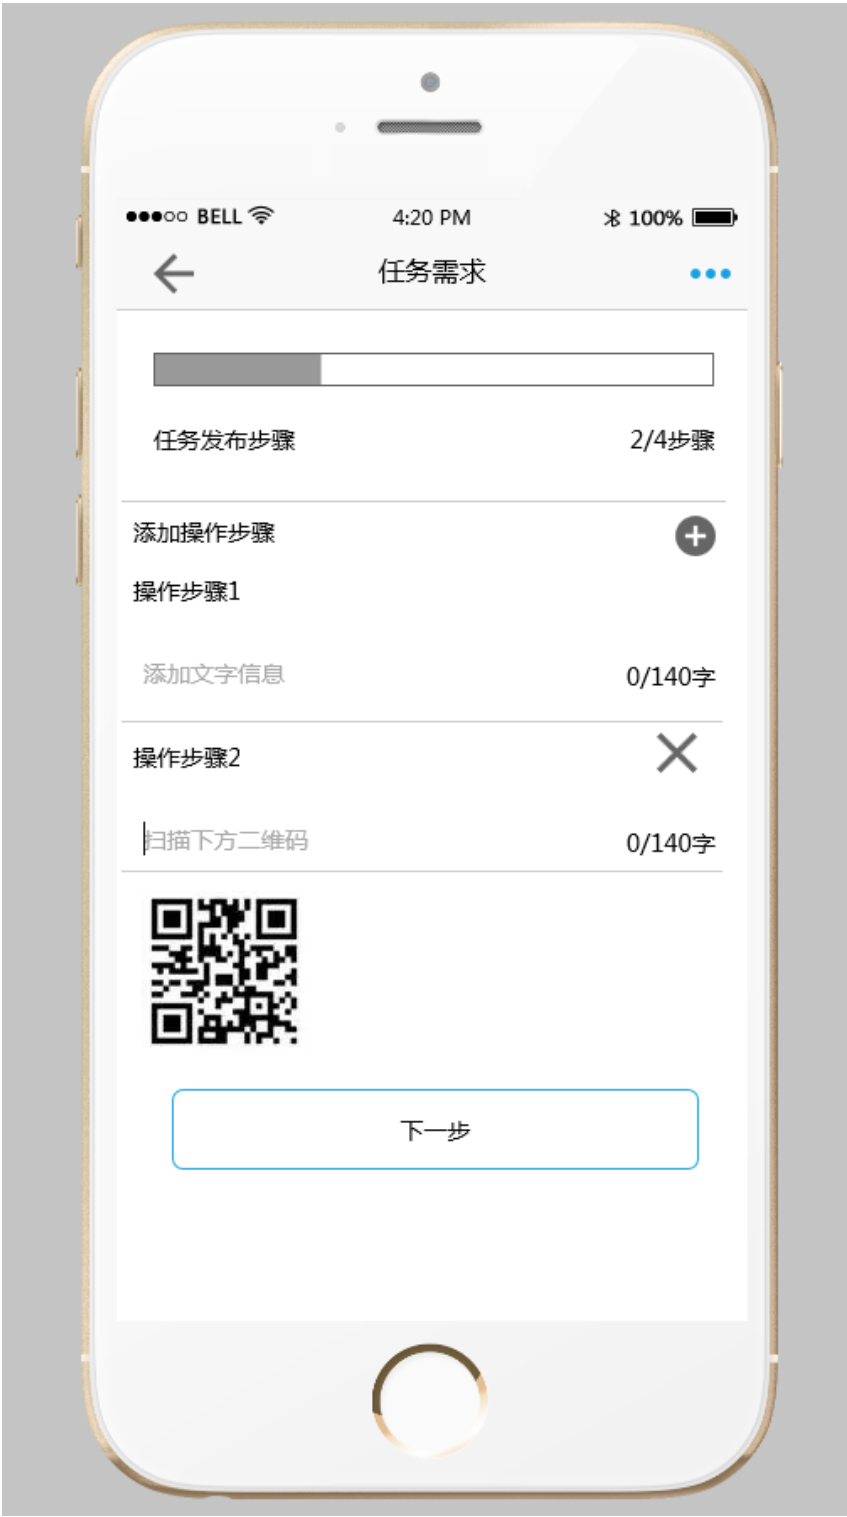 BELL 4:20 PM 100%
任务需求
任务发布步骤 2/4步骤
添加操作步骤
操作步骤1
添加文字信息 0/140字
操作步骤2
扫描下方二维码 0/140字
下一步